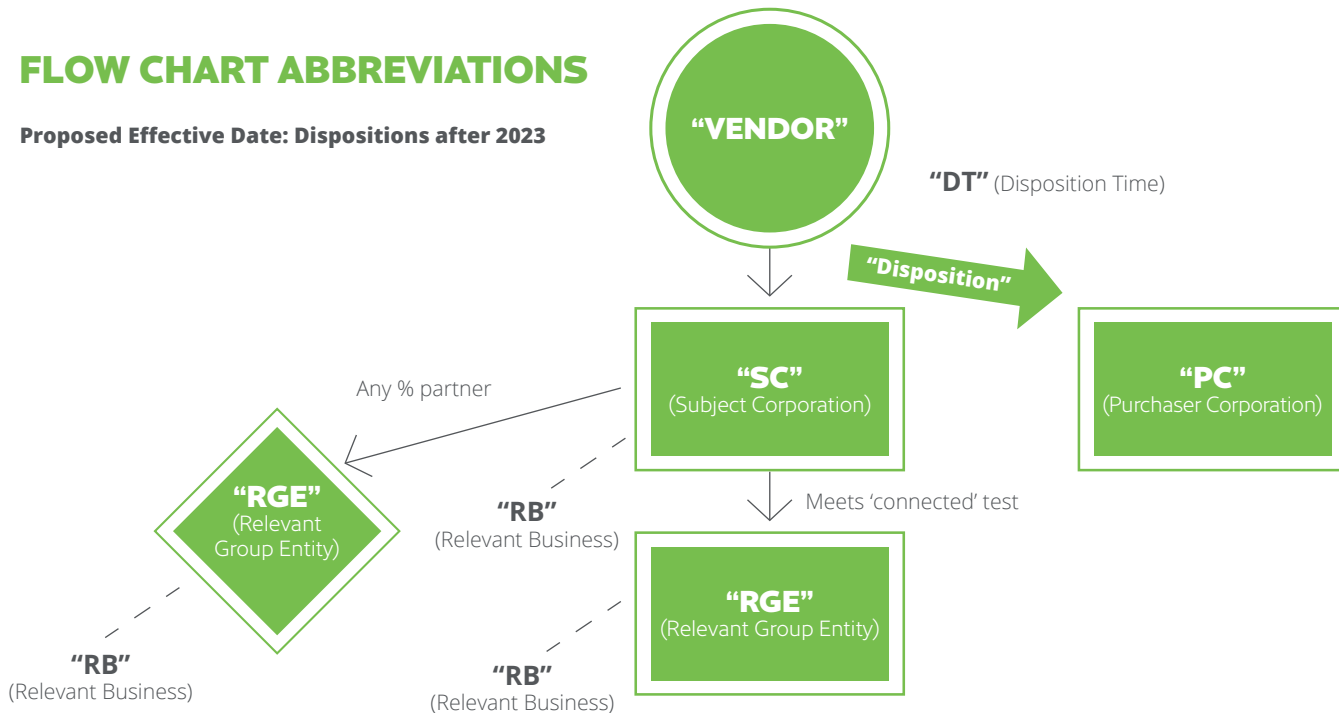 FLOW CHART ABBREVIATIONS
Proposed Effective Date: Dispositions after 2023
“VENDOR”
“DT” (Disposition Time)
“Disposition”
“SC”
(Subject Corporation)
“PC”
(Purchaser Corporation)
Any % partner
“RGE”
(Relevant
Group Entity)
“RB”
(Relevant Business)
Meets ‘connected’ test
“RGE”
(Relevant Group Entity)
“RB”
(Relevant Business)
“RB”
(Relevant Business)